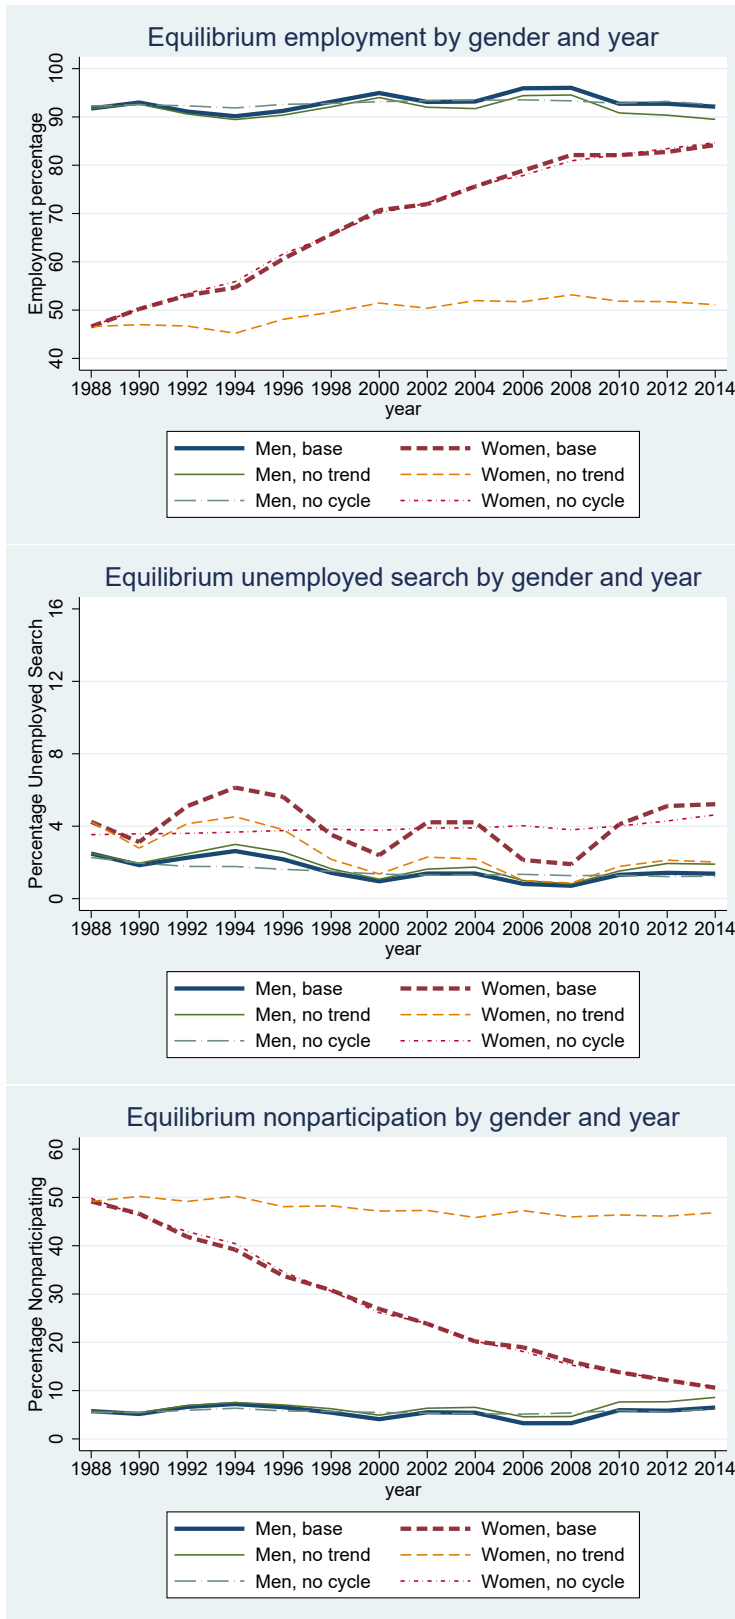 Equilibrium employment by gender and year
Employment percentage
100
90
80
70
60
50
40
1988 1990 1992 1994 1996 1998 2000 2002 2004 2006 2008 2010 2012 2014
year
Men, base Women, base
Men, no trend Women, no trend
Men, no cycle Women, no cycle
Equilibrium unemployed search by gender and year
Percentage Unemployed Search
16
12
8
4
0
1988 1990 1992 1994 1996 1998 2000 2002 2004 2006 2008 2010 2012 2014
year
Men, base Women, base
Men, no trend Women, no trend
Men, no cycle Women, no cycle
Equilibrium nonparticipation by gender and year
Percentage Nonparticipating
60
50
40
30
20
10
0
1988 1990 1992 1994 1996 1998 2000 2002 2004 2006 2008 2010 2012 2014
year
Men, base Women, base
Men, no trend Women, no trend
Men, no cycle Women, no cycle